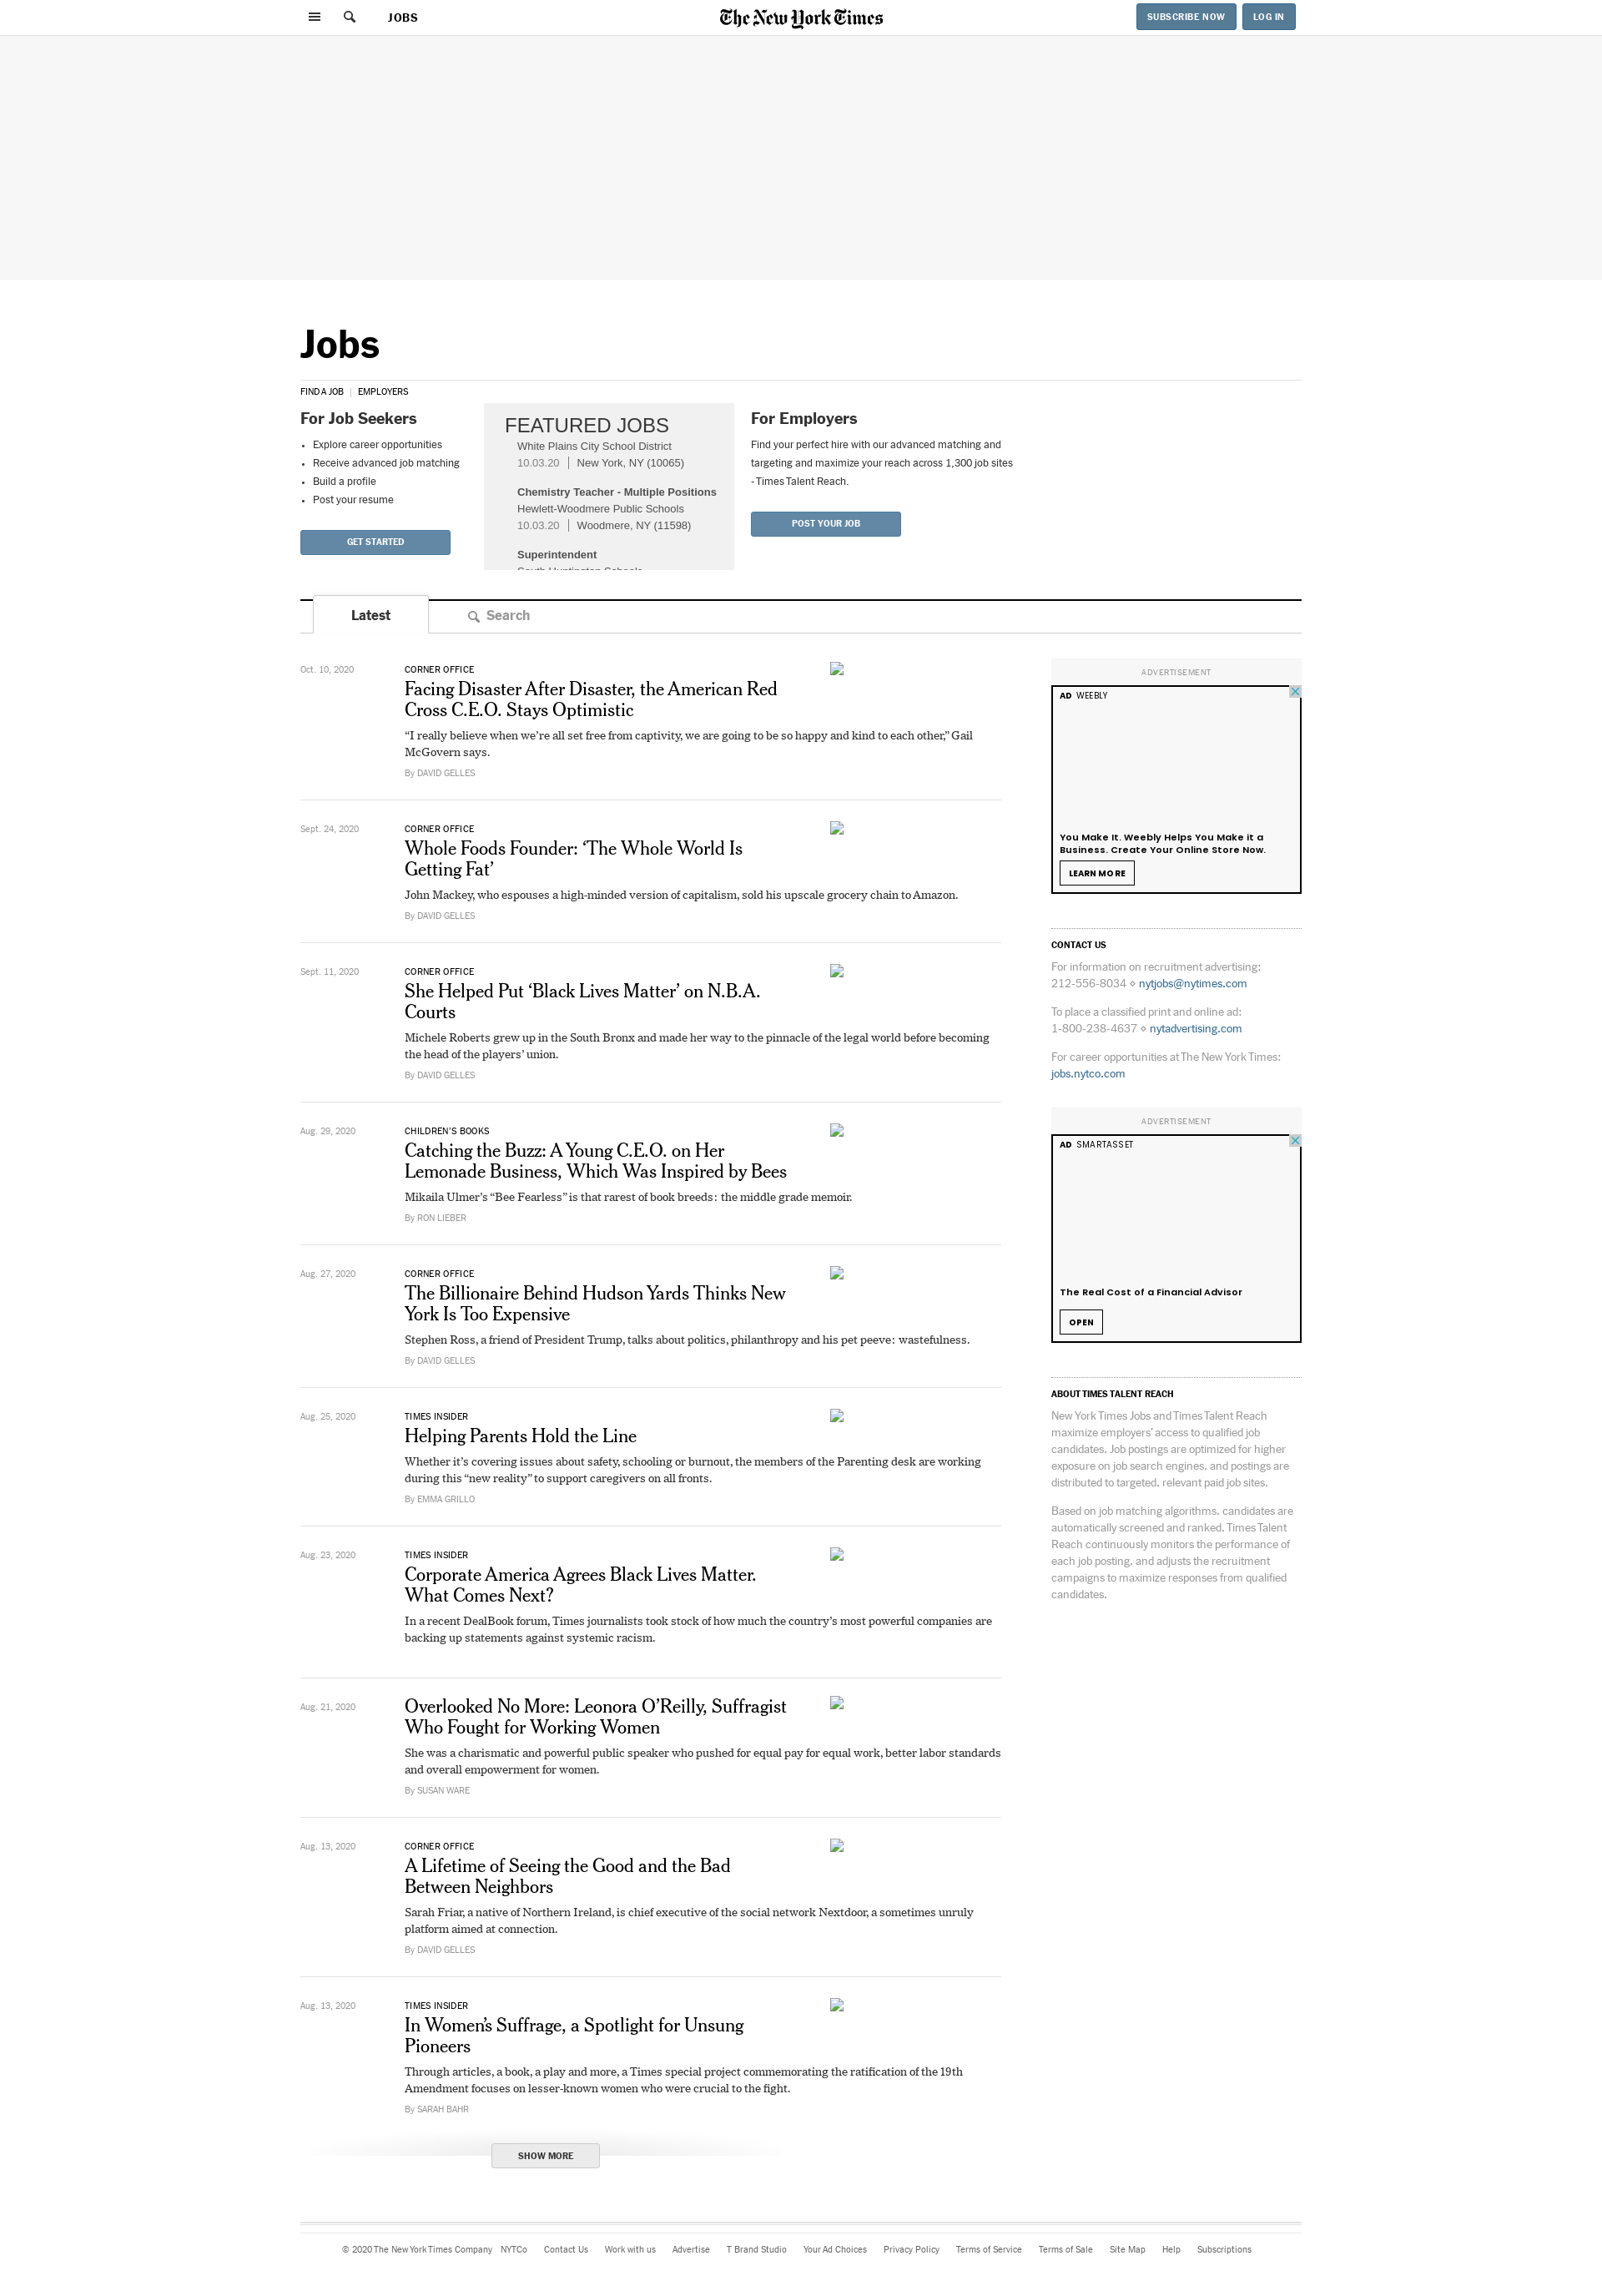 JOBS
The New York Times
SUBSCRIBE NOW
LOG IN
Jobs
FIND A JOB | EMPLOYERS
For Job Seekers
• Explore career opportunities
• Receive advanced job matching
• Build a profile
• Post your resume
GET STARTED
FEATURED JOBS
White Plains City School District
10.03.20 | New York, NY (10065)
Chemistry Teacher - Multiple Positions
Hewlett-Woodmere Public Schools
10.03.20 | Woodmere, NY (11598)
Superintendent
South Huntington Schools
For Employers
Find your perfect hire with our advanced matching and
targeting and maximize your reach across 1,300 job sites
- Times Talent Reach.
POST YOUR JOB
Latest
Search
Oct. 10, 2020
CORNER OFFICE
Facing Disaster After Disaster, the American Red
Cross C.E.O. Stays Optimistic
“I really believe when we’re all set free from captivity, we are going to be so happy and kind to each other,” Gail
McGovern says.
By DAVID GELLES
Sept. 24, 2020
CORNER OFFICE
Whole Foods Founder: ‘The Whole World Is
Getting Fat’
John Mackey, who espouses a high-minded version of capitalism, sold his upscale grocery chain to Amazon.
By DAVID GELLES
Sept. 11, 2020
CORNER OFFICE
She Helped Put ‘Black Lives Matter’ on N.B.A.
Courts
Michele Roberts grew up in the South Bronx and made her way to the pinnacle of the legal world before becoming
the head of the players’ union.
By DAVID GELLES
Aug. 29, 2020
CHILDREN’S BOOKS
Catching the Buzz: A Young C.E.O. on Her
Lemonade Business, Which Was Inspired by Bees
Mikaila Ulmer’s “Bee Fearless” is that rarest of book breeds: the middle grade memoir.
By RON LIEBER
Aug. 27, 2020
CORNER OFFICE
The Billionaire Behind Hudson Yards Thinks New
York Is Too Expensive
Stephen Ross, a friend of President Trump, talks about politics, philanthropy and his pet peeve: wastefulness.
By DAVID GELLES
Aug. 25, 2020
TIMES INSIDER
Helping Parents Hold the Line
Whether it’s covering issues about safety, schooling or burnout, the members of the Parenting desk are working
during this “new reality” to support caregivers on all fronts.
By EMMA GRILLO
Aug. 23, 2020
TIMES INSIDER
Corporate America Agrees Black Lives Matter.
What Comes Next?
In a recent DealBook forum, Times journalists took stock of how much the country’s most powerful companies are
backing up statements against systemic racism.
Aug. 21, 2020
Overlooked No More: Leonora O’Reilly, Suffragist
Who Fought for Working Women
She was a charismatic and powerful public speaker who pushed for equal pay for equal work, better labor standards
and overall empowerment for women.
By SUSAN WARE
Aug. 13, 2020
CORNER OFFICE
A Lifetime of Seeing the Good and the Bad
Between Neighbors
Sarah Friar, a native of Northern Ireland, is chief executive of the social network Nextdoor, a sometimes unruly
platform aimed at connection.
By DAVID GELLES
Aug. 13, 2020
TIMES INSIDER
In Women’s Suffrage, a Spotlight for Unsung
Pioneers
Through articles, a book, a play and more, a Times special project commemorating the ratification of the 19th
Amendment focuses on lesser-known women who were crucial to the fight.
By SARAH BAHR
SHOW MORE
ADVERTISEMENT
AD WEEBLY
You Make It. Weebly Helps You Make it a
Business. Create Your Online Store Now.
LEARN MORE
CONTACT US
For information on recruitment advertising:
212-556-8034 ⋄ nytjobs@nytimes.com
To place a classified print and online ad:
1-800-238-4637 ⋄ nytadvertising.com
For career opportunities at The New York Times:
jobs.nytco.com
ADVERTISEMENT
AD SMARTASSET
The Real Cost of a Financial Advisor
OPEN
ABOUT TIMES TALENT REACH
New York Times Jobs and Times Talent Reach
maximize employers’ access to qualified job
candidates. Job postings are optimized for higher
exposure on job search engines, and postings are
distributed to targeted, relevant paid job sites.
Based on job matching algorithms, candidates are
automatically screened and ranked. Times Talent
Reach continuously monitors the performance of
each job posting, and adjusts the recruitment
campaigns to maximize responses from qualified
candidates.
© 2020 The New York Times Company NYTCo Contact Us Work with us Advertise T Brand Studio Your Ad Choices Privacy Policy Terms of Service Terms of Sale Site Map Help Subscriptions